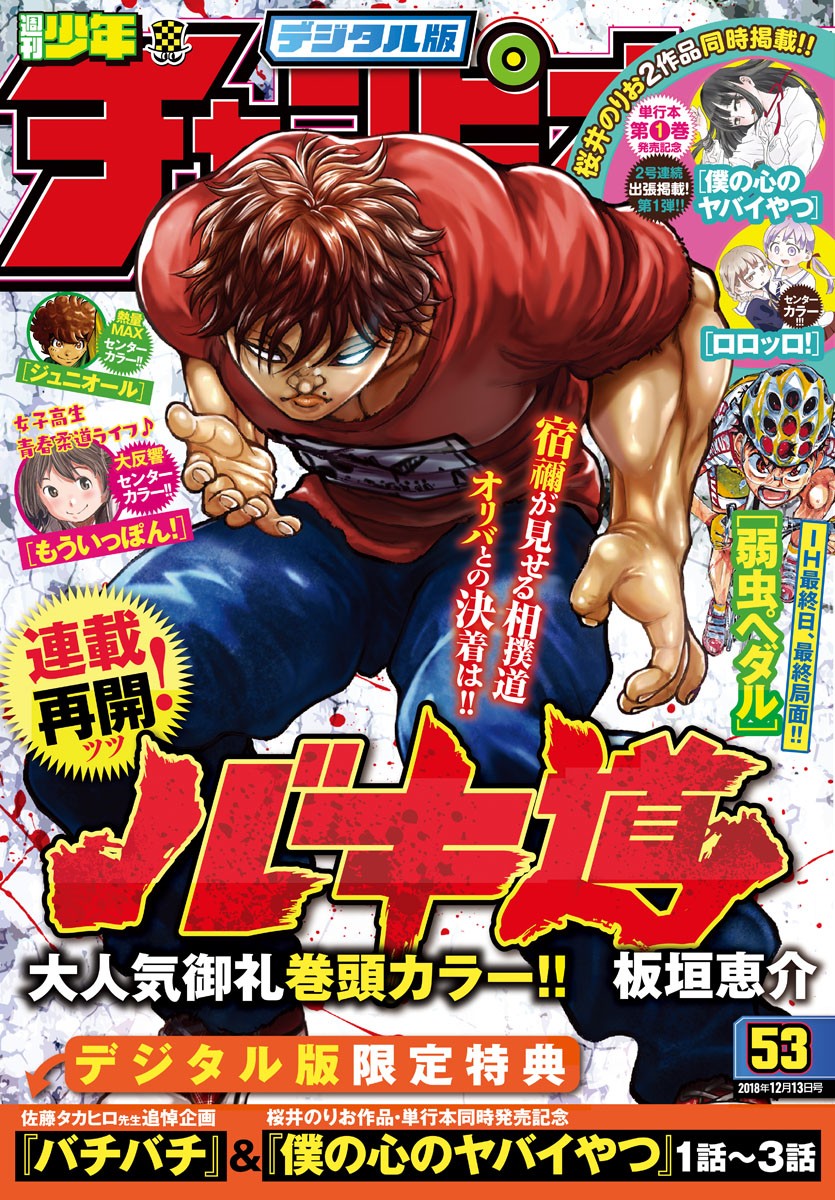 週刊
少年
チャンピオ
デジタル版
桜井のりお2作品同時掲載!!
単行本
第1巻
発売記念
2号連続
出張掲載!
第1弾!!
[僕の心の
ヤバイやつ]
センター
カラー!!!
[ロロッロ!]
熱量
MAX
センター
カラー!!
[ジュニオール]
女子高生
青春柔道ライフ♪
大反響
センター
カラー!!
[もういっぽん!]
宿禰が見せる相撲道
オリバとの決着は!!
IH最終日、最終局面!!
[弱虫ペダル]
連載
再開!
ッッ
バキ道
大人気御礼巻頭カラー!! 板垣恵介
53
2018年12月13日号
デジタル版限定特典
佐藤タカヒロ先生追悼企画 桜井のりお作品・単行本同時発売記念
『バチバチ』&『僕の心のヤバイやつ』1話~3話